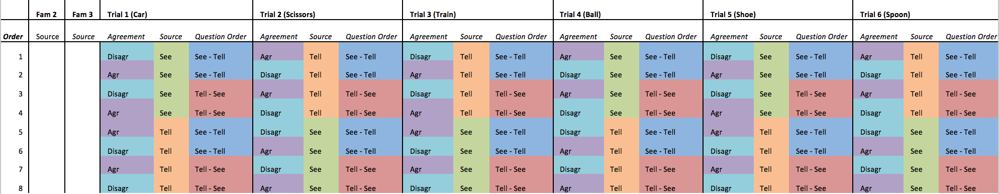 Fam 2 Fam 3 Trial 1 (Car) Trial 2 (Scissors) Trial 3 (Train) Trial 4 (Ball) Trial 5 (Shoe) Trial 6 (Spoon)
Order Source Source Agreement Source Question Order Agreement Source Question Order Agreement Source Question Order Agreement Source Question Order Agreement Source Question Order Agreement Source Question Order
1 Disagr See See - Tell Agr Tell See - Tell Disagr Tell See - Tell Agr See See - Tell Disagr See See - Tell Agr Tell See - Tell
2 Agr See See - Tell Disagr Tell See - Tell Agr Tell See - Tell Disagr See See - Tell Agr See See - Tell Disagr Tell See - Tell
3 Disagr See Tell - See Agr Tell Tell - See Disagr Tell Tell - See Agr See Tell - See Disagr See Tell - See Agr Tell Tell - See
4 Agr See Tell - See Disagr Tell Tell - See Agr Tell Tell - See Disagr See Tell - See Agr See Tell - See Disagr Tell Tell - See
5 Agr Tell See - Tell Disagr See See - Tell Agr See See - Tell Disagr Tell See - Tell Agr Tell See - Tell Disagr See See - Tell
6 Disagr Tell See - Tell Agr See See - Tell Disagr See See - Tell Agr Tell See - Tell Disagr Tell See - Tell Agr See See - Tell
7 Agr Tell Tell - See Disagr See Tell - See Agr See Tell - See Disagr Tell Tell - See Agr Tell Tell - See Disagr See Tell - See
8 Disagr Tell Tell - See Agr See Tell - See Disagr See Tell - See Agr Tell Tell - See Disagr Tell Tell - See Agr See Tell - See